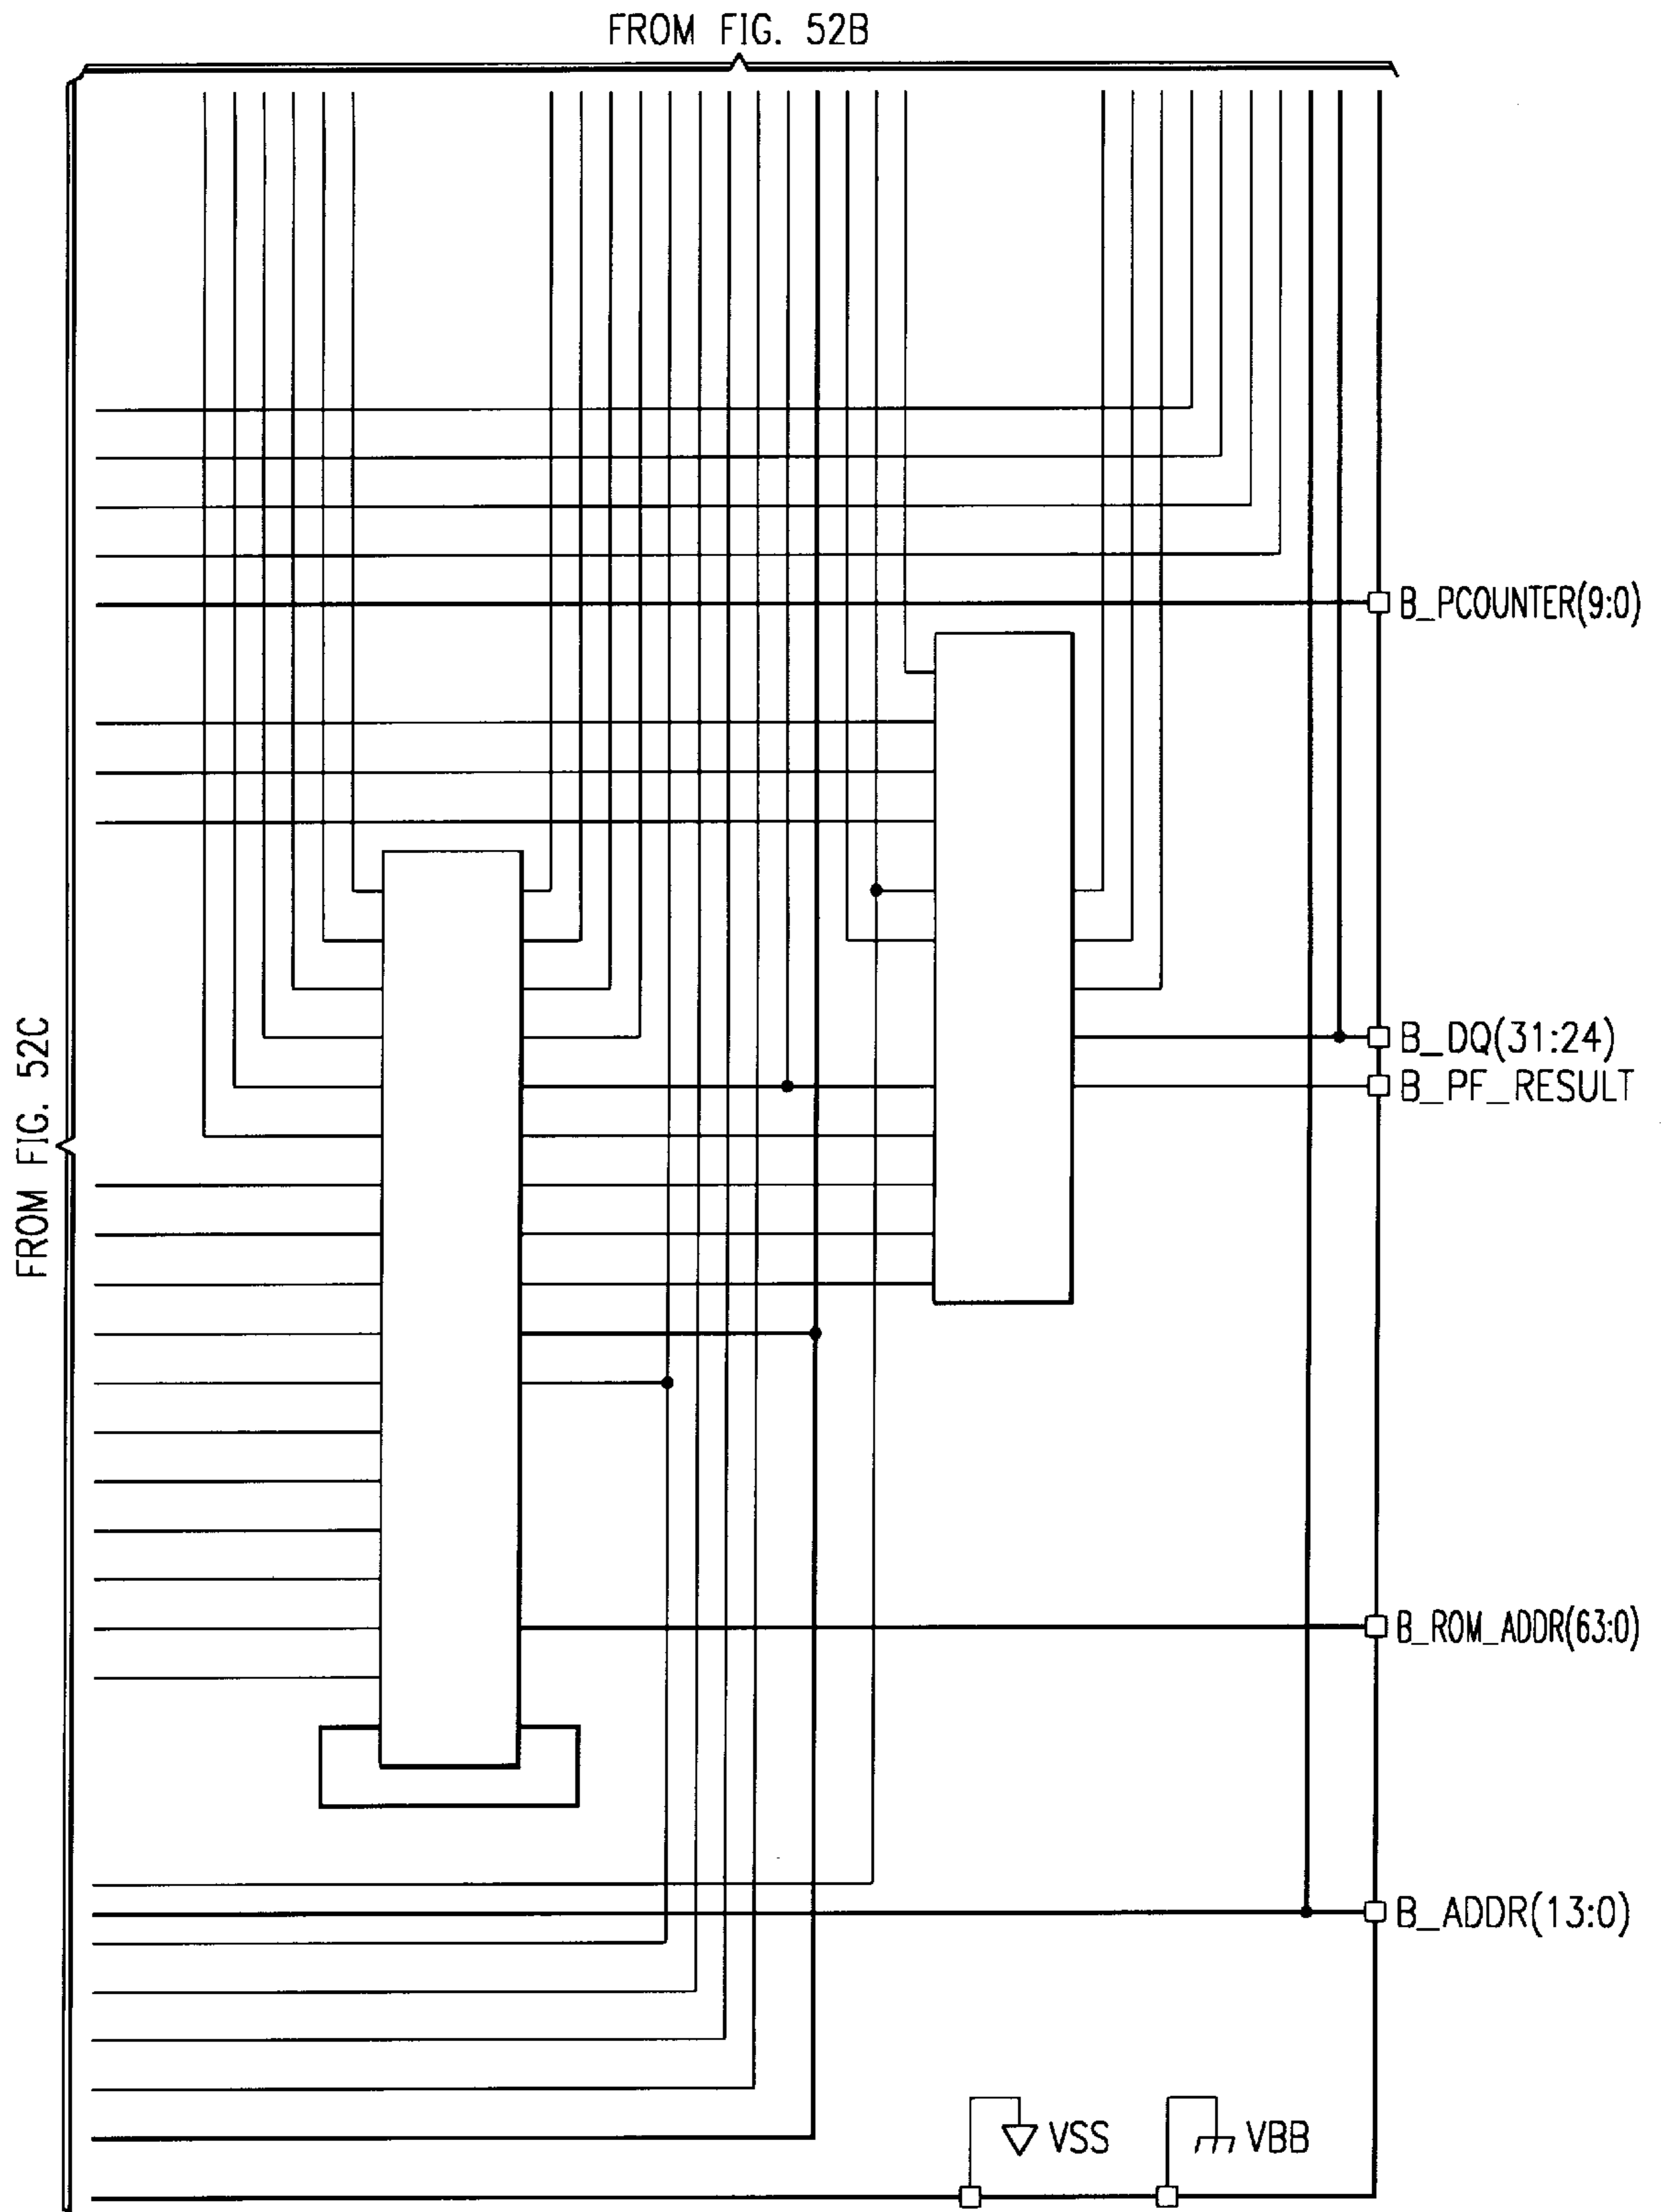 FROM FIG. 52B
B_PCOUNTER(9:0)
B_DQ(31:24)
B_PF_RESULT
FROM FIG. 52C
B_ROM_ADDR(63:0)
B_ADDR(13:0)
VSS
VBB